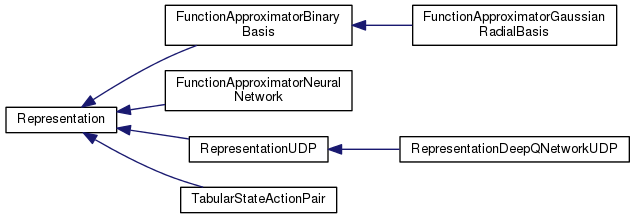 FunctionApproximatorBinary
Basis
FunctionApproximatorGaussian
RadialBasis
FunctionApproximatorNeural
Network
Representation
RepresentationUDP
RepresentationDeepQNetworkUDP
TabularStateActionPair